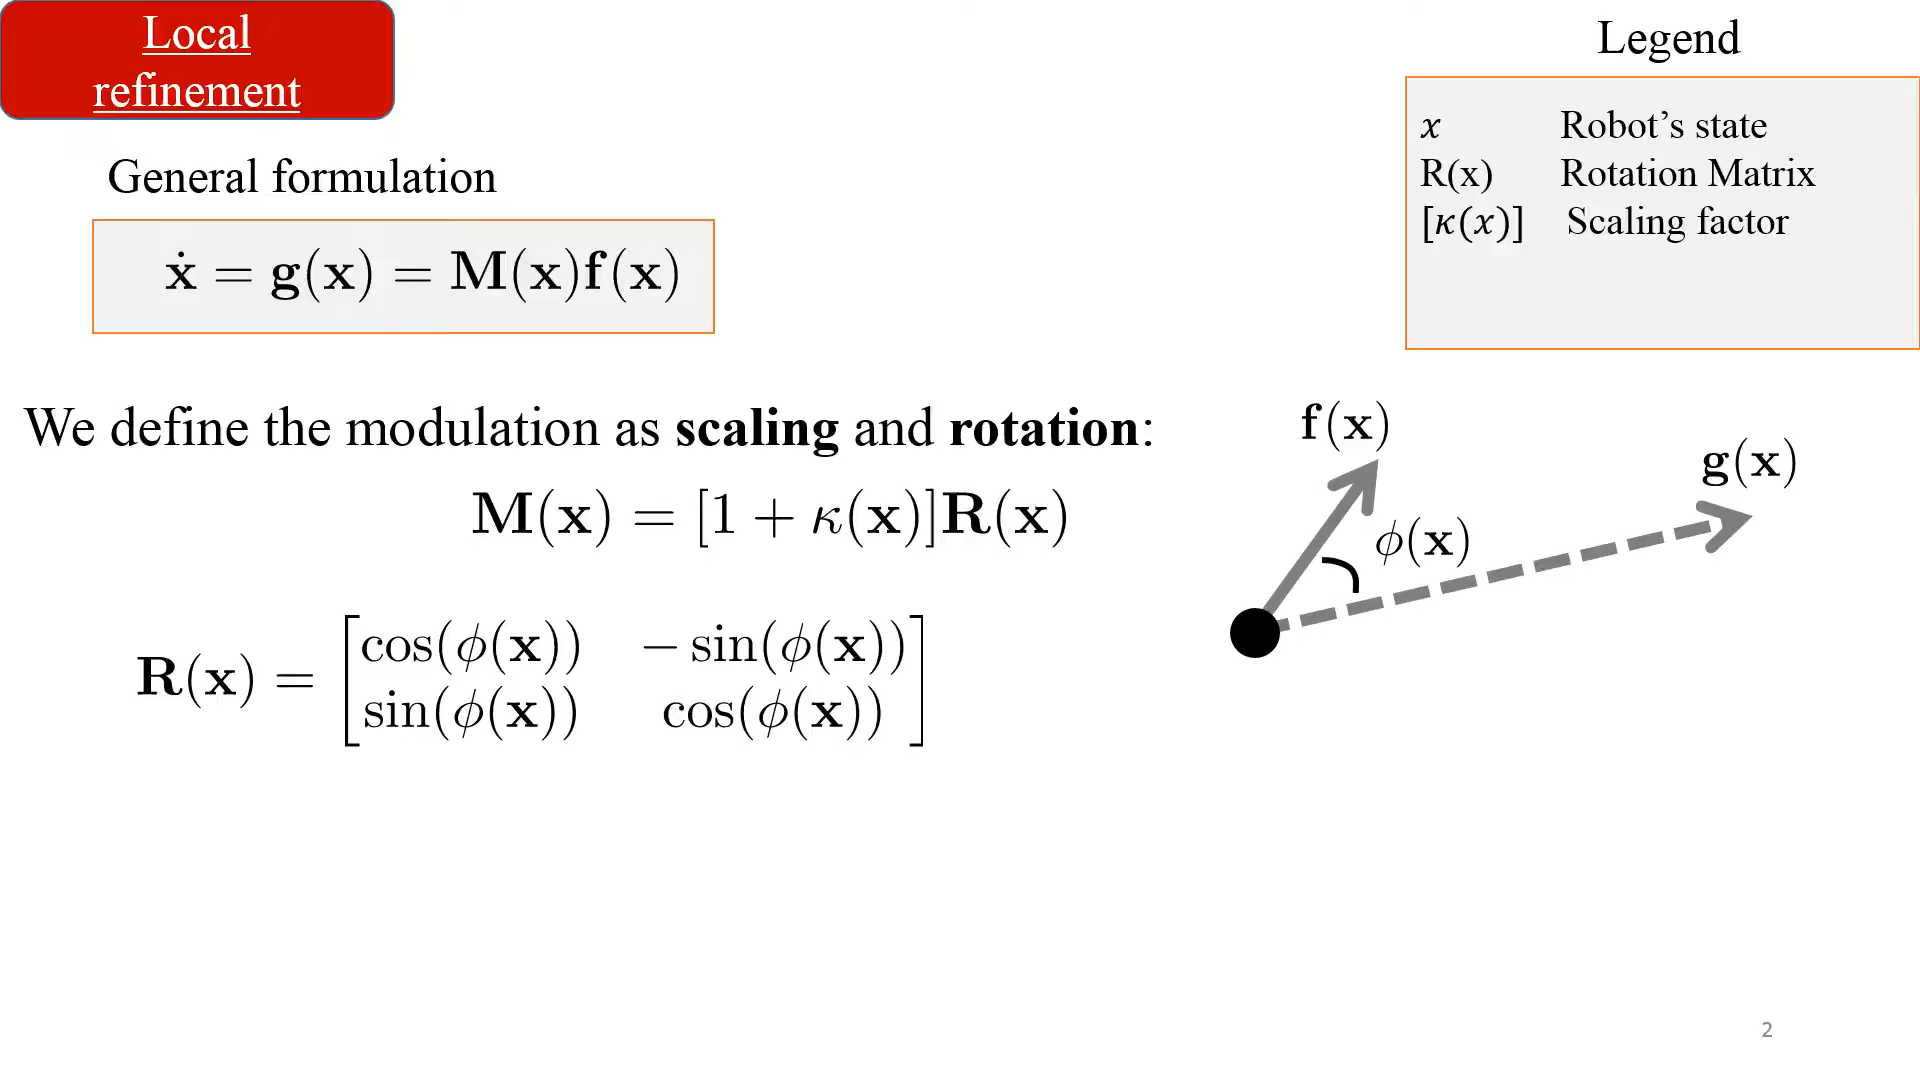 Local
refinement
Legend
x Robot's state
R(x) Rotation Matrix
[κ(x)] Scaling factor
General formulation
ẋ = g(x) = M(x)f(x)
We define the modulation as scaling and rotation:
M(x) = [1 + κ(x)]R(x)
R(x) = [cos(ϕ(x)) − sin(ϕ(x))
sin(ϕ(x)) cos(ϕ(x))]
f(x)
g(x)
ϕ(x)
2